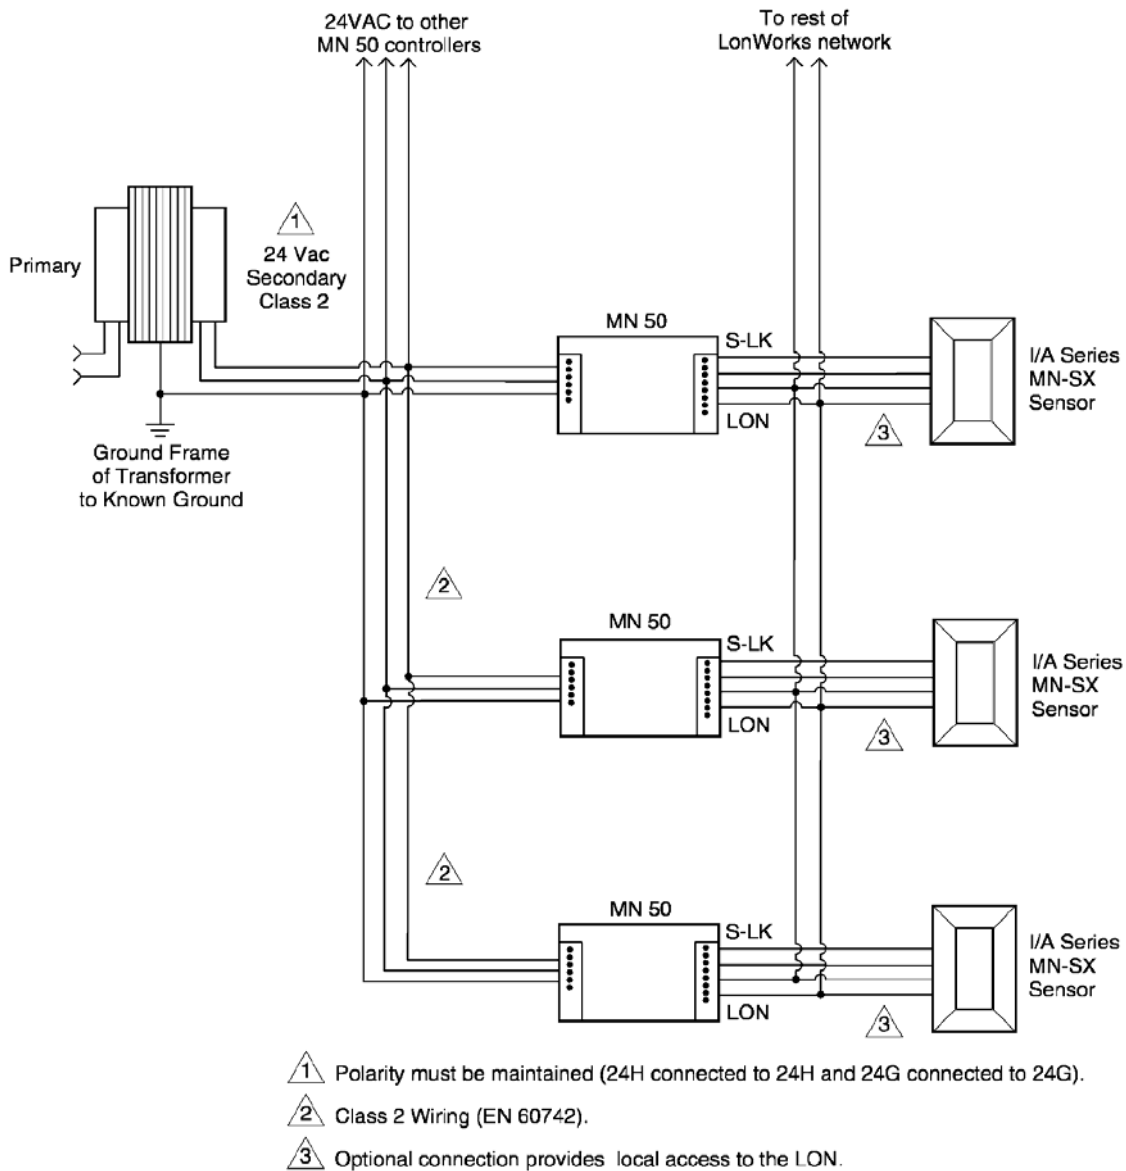 24VAC to other
MN 50 controllers
To rest of
LonWorks network
Primary
1
24 Vac
Secondary
Class 2
Ground Frame
of Transformer
to Known Ground
MN 50
S-LK
LON
3
I/A Series
MN-SX
Sensor
2
MN 50
S-LK
LON
3
I/A Series
MN-SX
Sensor
2
MN 50
S-LK
LON
3
I/A Series
MN-SX
Sensor
1 Polarity must be maintained (24H connected to 24H and 24G connected to 24G).
2 Class 2 Wiring (EN 60742).
3 Optional connection provides local access to the LON.